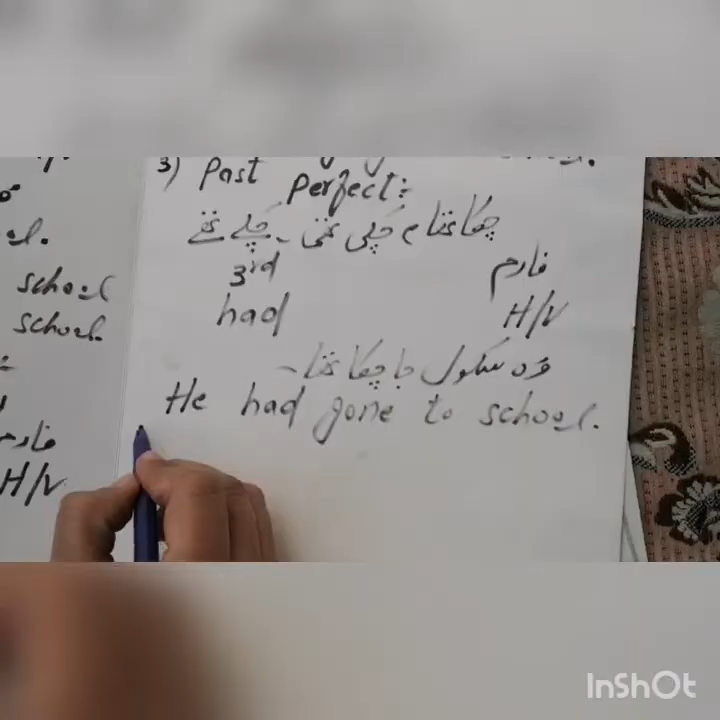 3) Past Perfect:
چکا تھا ، چکی تھی ۔ چکے تھے
3rd فارم
had H/V
وہ سکول جا چکا تھا ۔
He had gone to school.
school
school.
فارم
H/V
InShOt